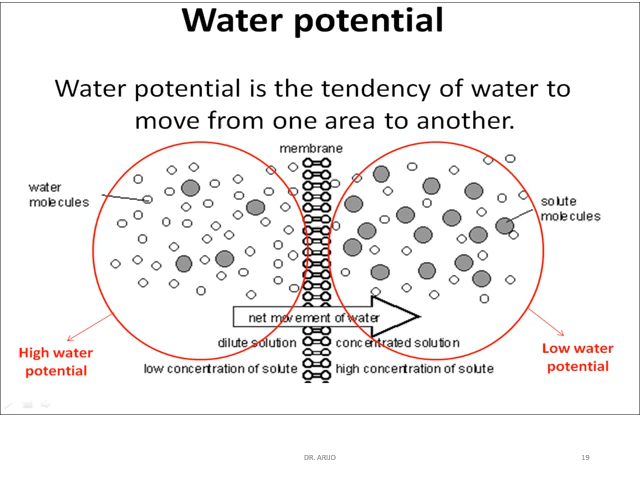 Water potential
Water potential is the tendency of water to
move from one area to another.
membrane
water
molecules
solute
molecules
net movement of water
dilute solution
concentrated solution
High water
potential
Low water
potential
low concentration of solute
high concentration of solute
DR. ARIJO
19